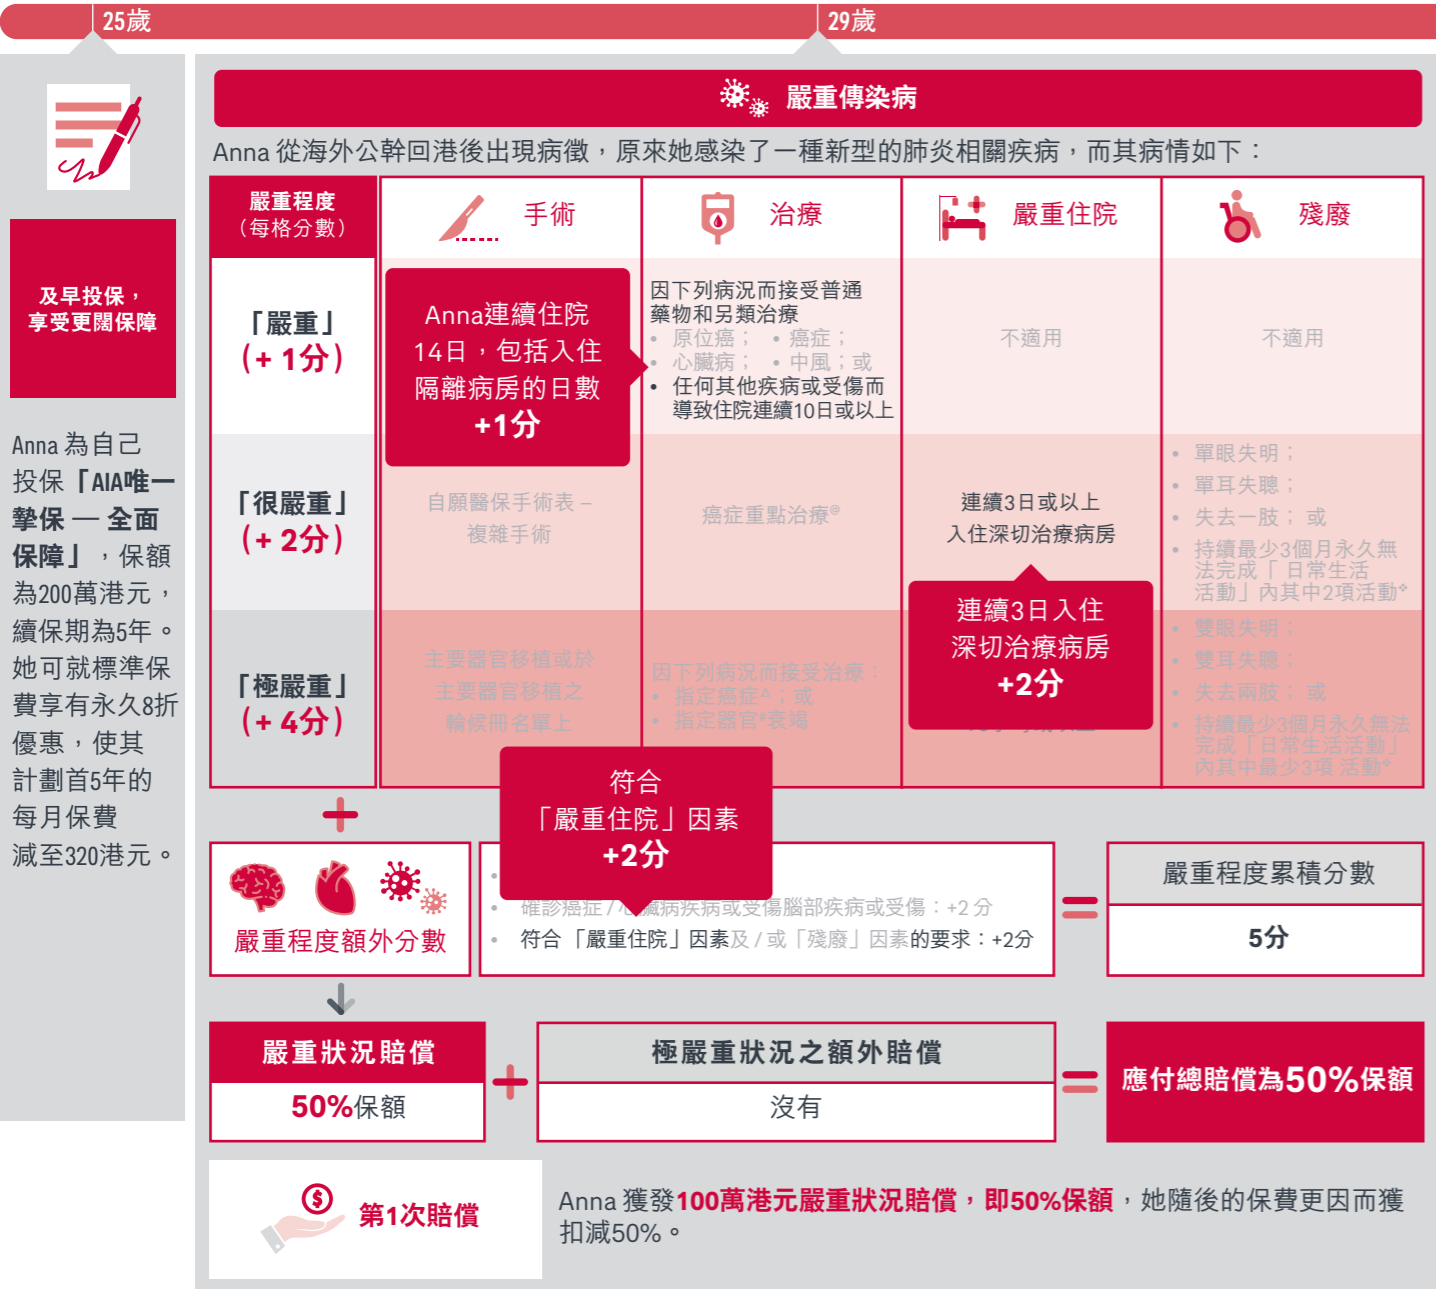 25歲
29歲
及早投保，
享受更闊保障
Anna 為自己
投保「AIA唯一
摯保 — 全面
保障」，保額
為200萬港元，
續保期為5年。
她可就標準保
費享有永久8折
優惠，使其
計劃首5年的
每月保費
減至320港元。
嚴重傳染病
Anna 從海外公幹回港後出現病徵，原來她感染了一種新型的肺炎相關疾病，而其病情如下：
嚴重程度
（每格分數）
手術
治療
嚴重住院
殘廢
「嚴重」
(+ 1分)
Anna連續住院
14日，包括入住
隔離病房的日數
+1分
因下列病況而接受普通
藥物和另類治療
• 原位癌； • 癌症；
• 心臟病； • 中風；或
• 任何其他疾病或受傷而
導致住院連續10日或以上
不適用
不適用
「很嚴重」
(+ 2分)
自願醫保手術表 –
複雜手術
癌症重點治療@
連續3日或以上
入住深切治療病房
• 單眼失明；
• 單耳失聰；
• 失去一肢；或
• 持續最少3個月永久無
法完成「 日常生活
活動」內其中2項活動❖
連續3日入住
深切治療病房
+2分
「極嚴重」
(+ 4分)
主要器官移植或於
主要器官移植之
輪候冊名單上
因下列病況而接受治療：
• 指定癌症△；或
• 指定器官#衰竭
• 雙眼失明；
• 雙耳失聰；
• 失去兩肢；或
• 持續最少3個月永久無法
完成「日常生活活動」
內其中最少3項 活動❖
符合
「嚴重住院」因素
+2分
嚴重程度額外分數
• 確診癌症 / 心臟病疾病或受傷腦部疾病或受傷：+2 分
• 符合「嚴重住院」因素及 / 或「殘廢」因素的要求：+2分
嚴重程度累積分數
5分
嚴重狀況賠償
50%保額
極嚴重狀況之額外賠償
沒有
應付總賠償為50%保額
第1次賠償
Anna 獲發100萬港元嚴重狀況賠償，即50%保額，她隨後的保費更因而獲
扣減50%。